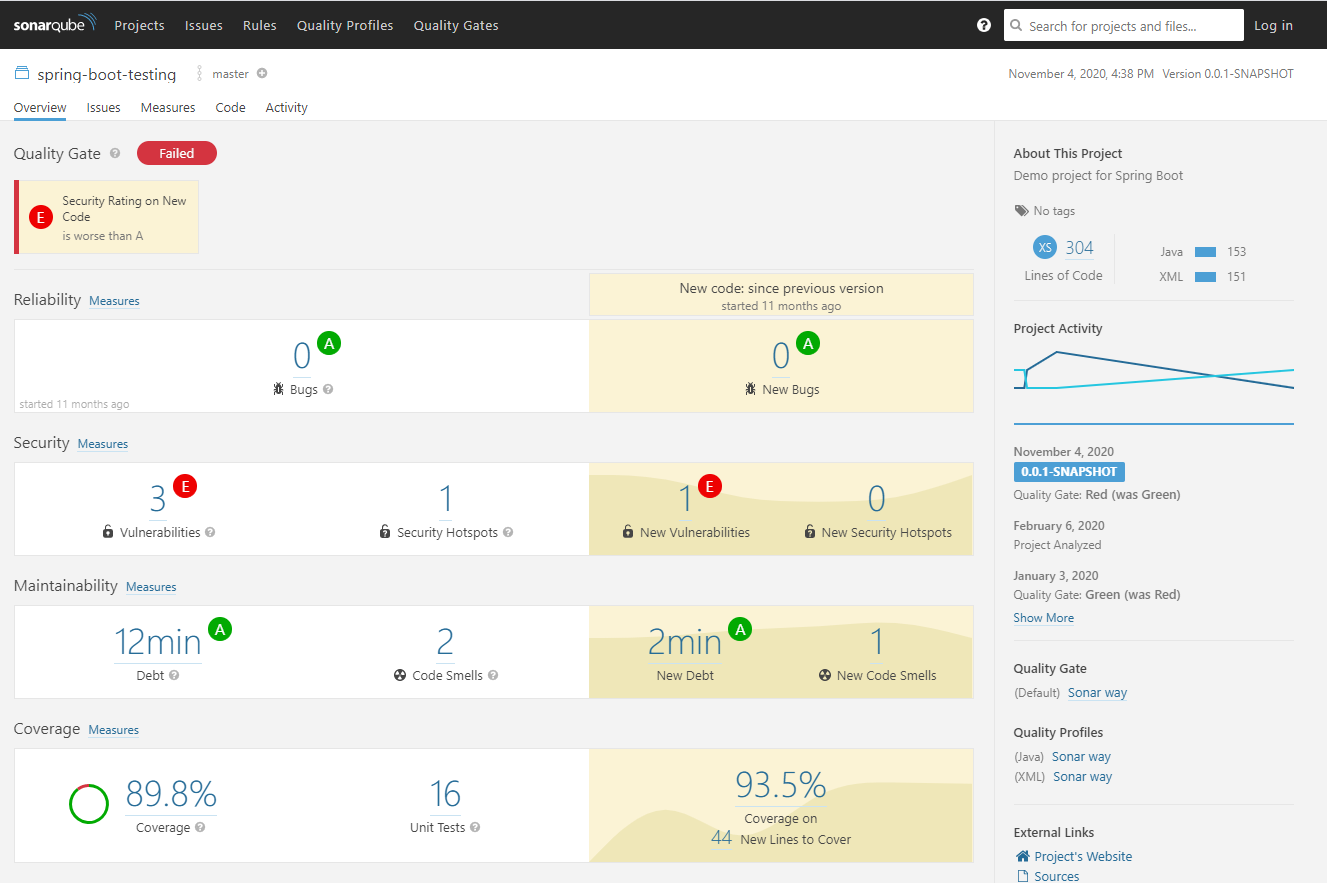 sonarqube Projects Issues Rules Quality Profiles Quality Gates ? Search for projects and files... Log in
spring-boot-testing master November 4, 2020, 4:38 PM Version 0.0.1-SNAPSHOT
Overview Issues Measures Code Activity
Quality Gate ? Failed
E
Security Rating on New
Code
is worse than A
New code: since previous version
started 11 months ago
Reliability Measures
0 A
Bugs ?
started 11 months ago
0 A
New Bugs
Security Measures
3 E
Vulnerabilities ?
1
Security Hotspots ?
1 E
New Vulnerabilities
0
New Security Hotspots
Maintainability Measures
12min A
Debt ?
2
Code Smells ?
2min A
New Debt
1
New Code Smells
Coverage Measures
89.8%
Coverage ?
16
Unit Tests ?
93.5%
Coverage on
44 New Lines to Cover
About This Project
Demo project for Spring Boot
No tags
XS 304
Lines of Code
Java 153
XML 151
Project Activity
November 4, 2020
0.0.1-SNAPSHOT
Quality Gate: Red (was Green)
February 6, 2020
Project Analyzed
January 3, 2020
Quality Gate: Green (was Red)
Show More
Quality Gate
(Default) Sonar way
Quality Profiles
(Java) Sonar way
(XML) Sonar way
External Links
Project's Website
Sources